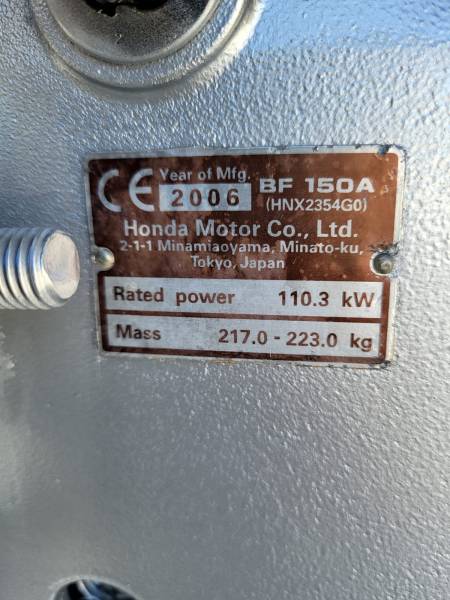 CE Year of Mfg. BF 150A
2006 (HNX2354G0)
Honda Motor Co., Ltd.
2-1-1 Minamiaoyama, Minato-ku,
Tokyo, Japan
Rated power 110.3 kW
Mass 217.0 - 223.0 kg